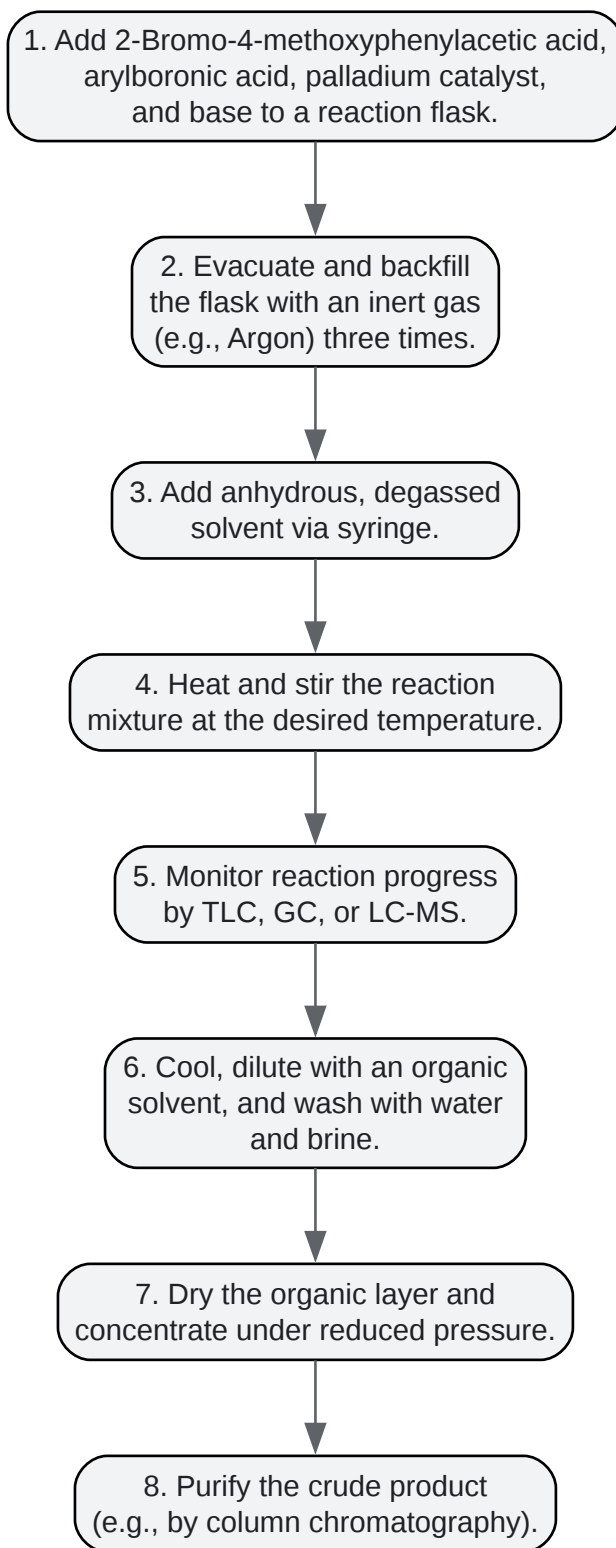 1. Add 2-Bromo-4-methoxyphenylacetic acid,
arylboronic acid, palladium catalyst,
and base to a reaction flask.
2. Evacuate and backfill
the flask with an inert gas
(e.g., Argon) three times.
3. Add anhydrous, degassed
solvent via syringe.
4. Heat and stir the reaction
mixture at the desired temperature.
5. Monitor reaction progress
by TLC, GC, or LC-MS.
6. Cool, dilute with an organic
solvent, and wash with water
and brine.
7. Dry the organic layer and
concentrate under reduced pressure.
8. Purify the crude product
(e.g., by column chromatography).